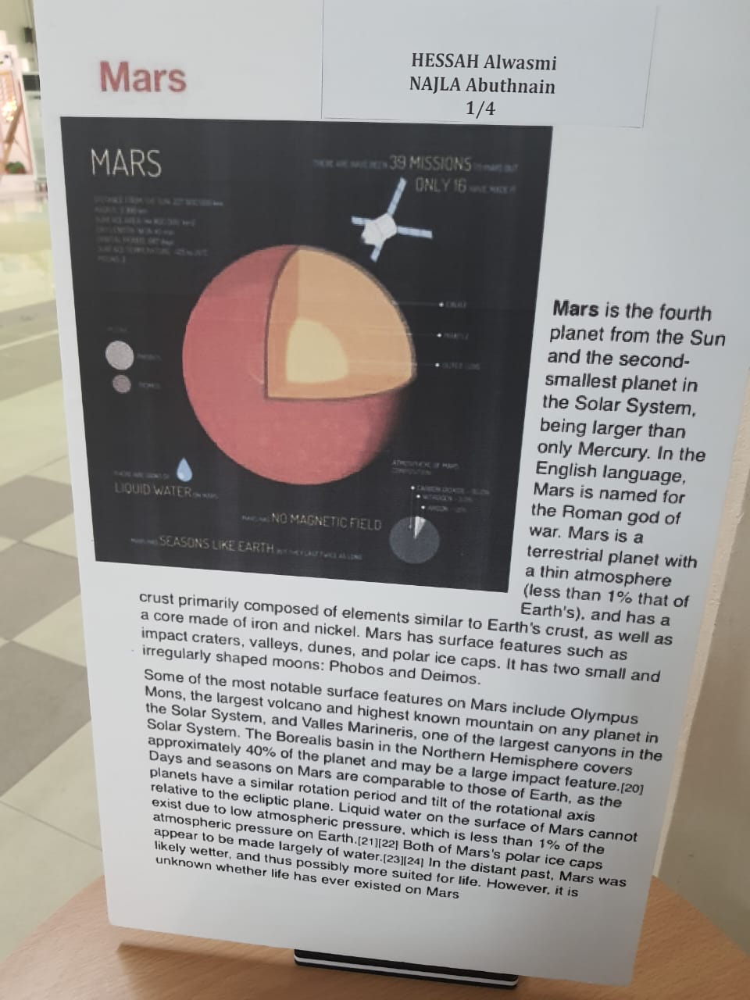 Mars
HESSAH Alwasmi
NAJLA Abuthnain
1/4
MARS
39 MISSIONS
ONLY 16
LIQUID WATER
NO MAGNETIC FIELD
SEASONS LIKE EARTH
ATMOSPHERE OF MARS
COMPOSITION
Mars is the fourth
planet from the Sun
and the second-
smallest planet in
the Solar System,
being larger than
only Mercury. In the
English language,
Mars is named for
the Roman god of
war. Mars is a
terrestrial planet with
a thin atmosphere
(less than 1% that of
Earth's), and has a
crust primarily composed of elements similar to Earth's crust, as well as
a core made of iron and nickel. Mars has surface features such as
impact craters, valleys, dunes, and polar ice caps. It has two small and
irregularly shaped moons: Phobos and Deimos.
Some of the most notable surface features on Mars include Olympus
Mons, the largest volcano and highest known mountain on any planet in
the Solar System, and Valles Marineris, one of the largest canyons in the
Solar System. The Borealis basin in the Northern Hemisphere covers
approximately 40% of the planet and may be a large impact feature.[20]
Days and seasons on Mars are comparable to those of Earth, as the
planets have a similar rotation period and tilt of the rotational axis
relative to the ecliptic plane. Liquid water on the surface of Mars cannot
exist due to low atmospheric pressure, which is less than 1% of the
atmospheric pressure on Earth.[21][22] Both of Mars's polar ice caps
appear to be made largely of water.[23][24] In the distant past, Mars was
likely wetter, and thus possibly more suited for life. However, it is
unknown whether life has ever existed on Mars